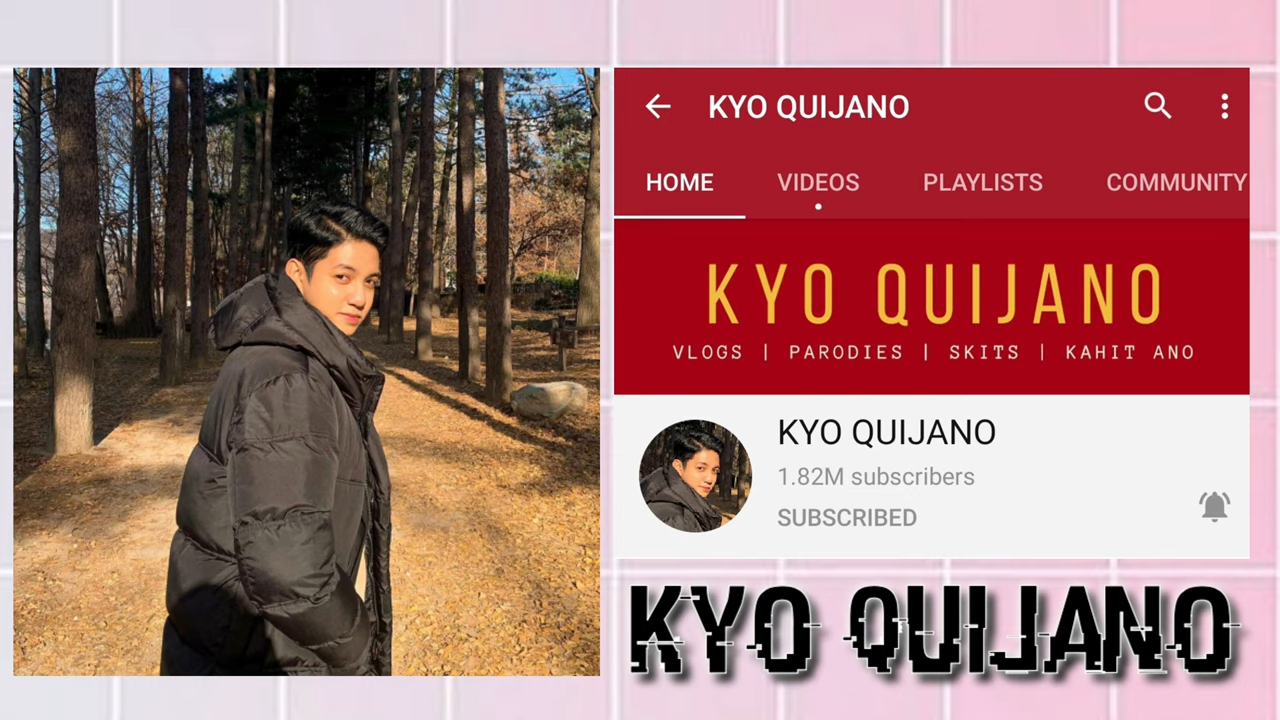 KYO QUIJANO
HOME VIDEOS PLAYLISTS COMMUNITY
KYO QUIJANO
VLOGS | PARODIES | SKITS | KAHIT ANO
KYO QUIJANO
1.82M subscribers
SUBSCRIBED
KYO QUIJANO